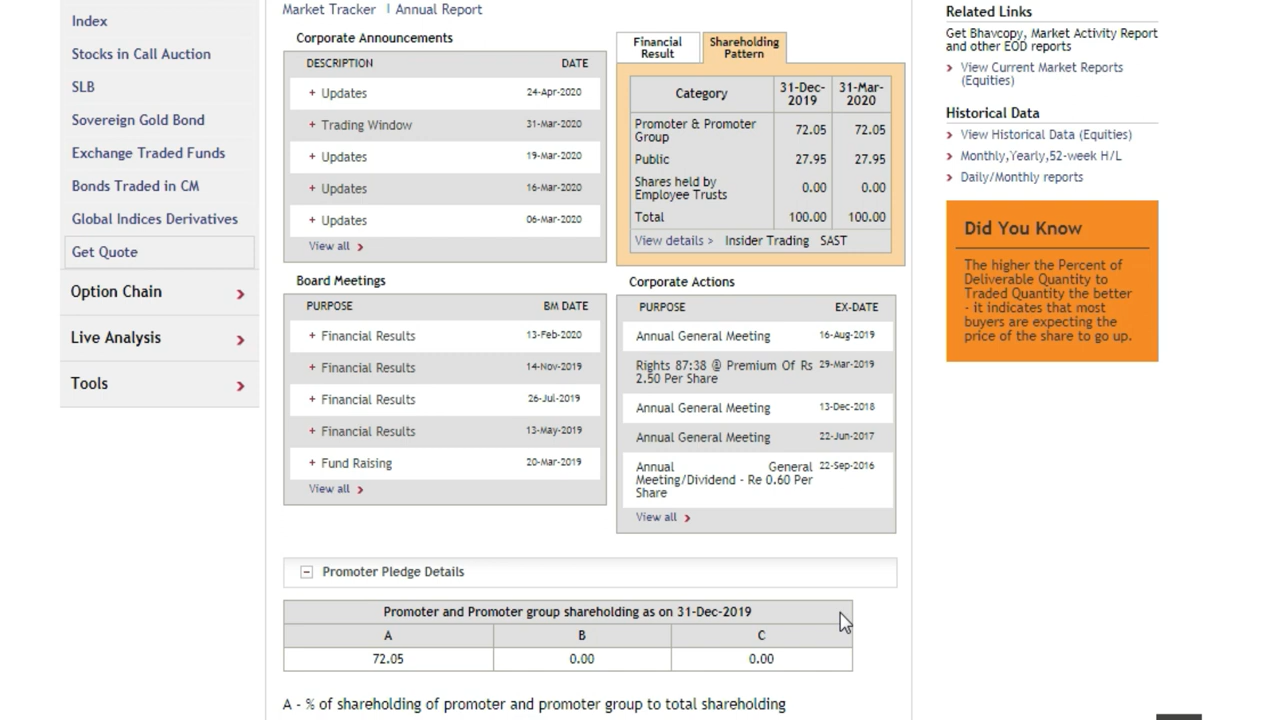 Market Tracker | Annual Report
Index
Stocks in Call Auction
SLB
Sovereign Gold Bond
Exchange Traded Funds
Bonds Traded in CM
Global Indices Derivatives
Get Quote
Option Chain
Live Analysis
Tools
Corporate Announcements
DESCRIPTION DATE
+ Updates 24-Apr-2020
+ Trading Window 31-Mar-2020
+ Updates 19-Mar-2020
+ Updates 16-Mar-2020
+ Updates 06-Mar-2020
View all >
Financial
Result
Shareholding
Pattern
Category 31-Dec-
2019 31-Mar-
2020
Promoter & Promoter
Group 72.05 72.05
Public 27.95 27.95
Shares held by
Employee Trusts 0.00 0.00
Total 100.00 100.00
View details > Insider Trading SAST
Board Meetings
PURPOSE BM DATE
+ Financial Results 13-Feb-2020
+ Financial Results 14-Nov-2019
+ Financial Results 26-Jul-2019
+ Financial Results 13-May-2019
+ Fund Raising 20-Mar-2019
View all >
Corporate Actions
PURPOSE EX-DATE
Annual General Meeting 16-Aug-2019
Rights 87:38 @ Premium Of Rs 29-Mar-2019
2.50 Per Share
Annual General Meeting 13-Dec-2018
Annual General Meeting 22-Jun-2017
Annual General 22-Sep-2016
Meeting/Dividend - Re 0.60 Per
Share
View all >
Promoter Pledge Details
Promoter and Promoter group shareholding as on 31-Dec-2019
A B C
72.05 0.00 0.00
A - % of shareholding of promoter and promoter group to total shareholding
Related Links
Get Bhavcopy, Market Activity Report
and other EOD reports
> View Current Market Reports
(Equities)
Historical Data
> View Historical Data (Equities)
> Monthly,Yearly,52-week H/L
> Daily/Monthly reports
Did You Know
The higher the Percent of
Deliverable Quantity to
Traded Quantity the better
- it indicates that most
buyers are expecting the
price of the share to go up.